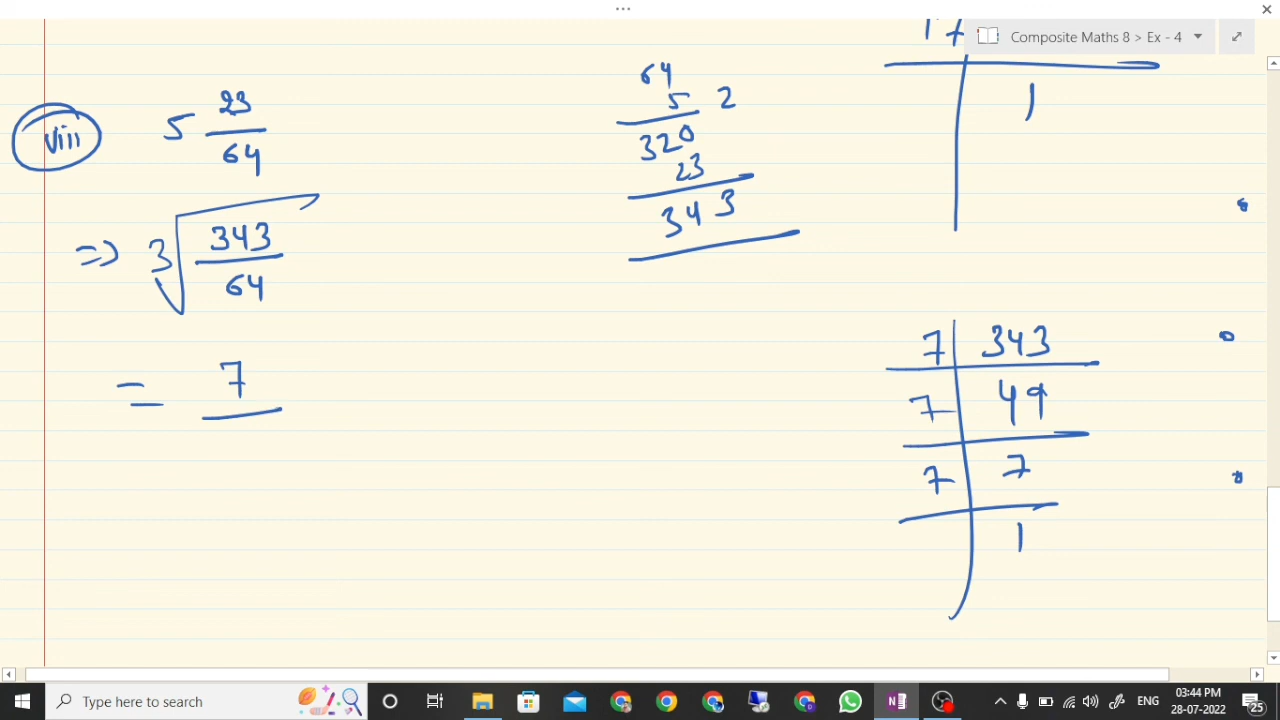 Composite Maths 8 > Ex - 4
17
1
viii 5 23/64
64
5 2
320
23
343
=> 3√343/64
= 7
7 | 343
7 | 49
7 | 7
1
Type here to search
ENG
03:44 PM
28-07-2022
25